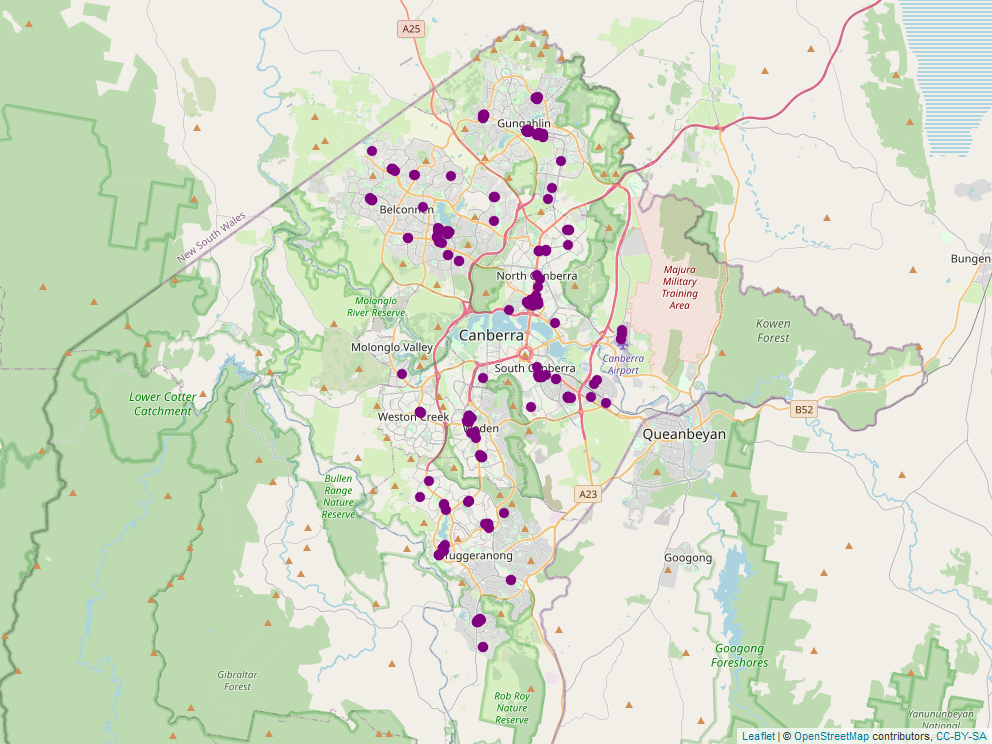 A25
Gungahlin
Belconnen
New South Wales
North Canberra
Majura
Military
Training
Area
Bungen
Molonglo
River Reserve
Kowen
Forest
Canberra
Molonglo Valley
Canberra
Airport
South Canberra
Lower Cotter
Catchment
B52
Weston Creek
Woden
Queanbeyan
Bullen
Range
Nature
Reserve
A23
Tuggeranong
Googong
Googong
Foreshores
Gibraltar
Forest
Rob Roy
Nature
Reserve
Yanununbeyan
National
Leaflet | © OpenStreetMap contributors, CC-BY-SA